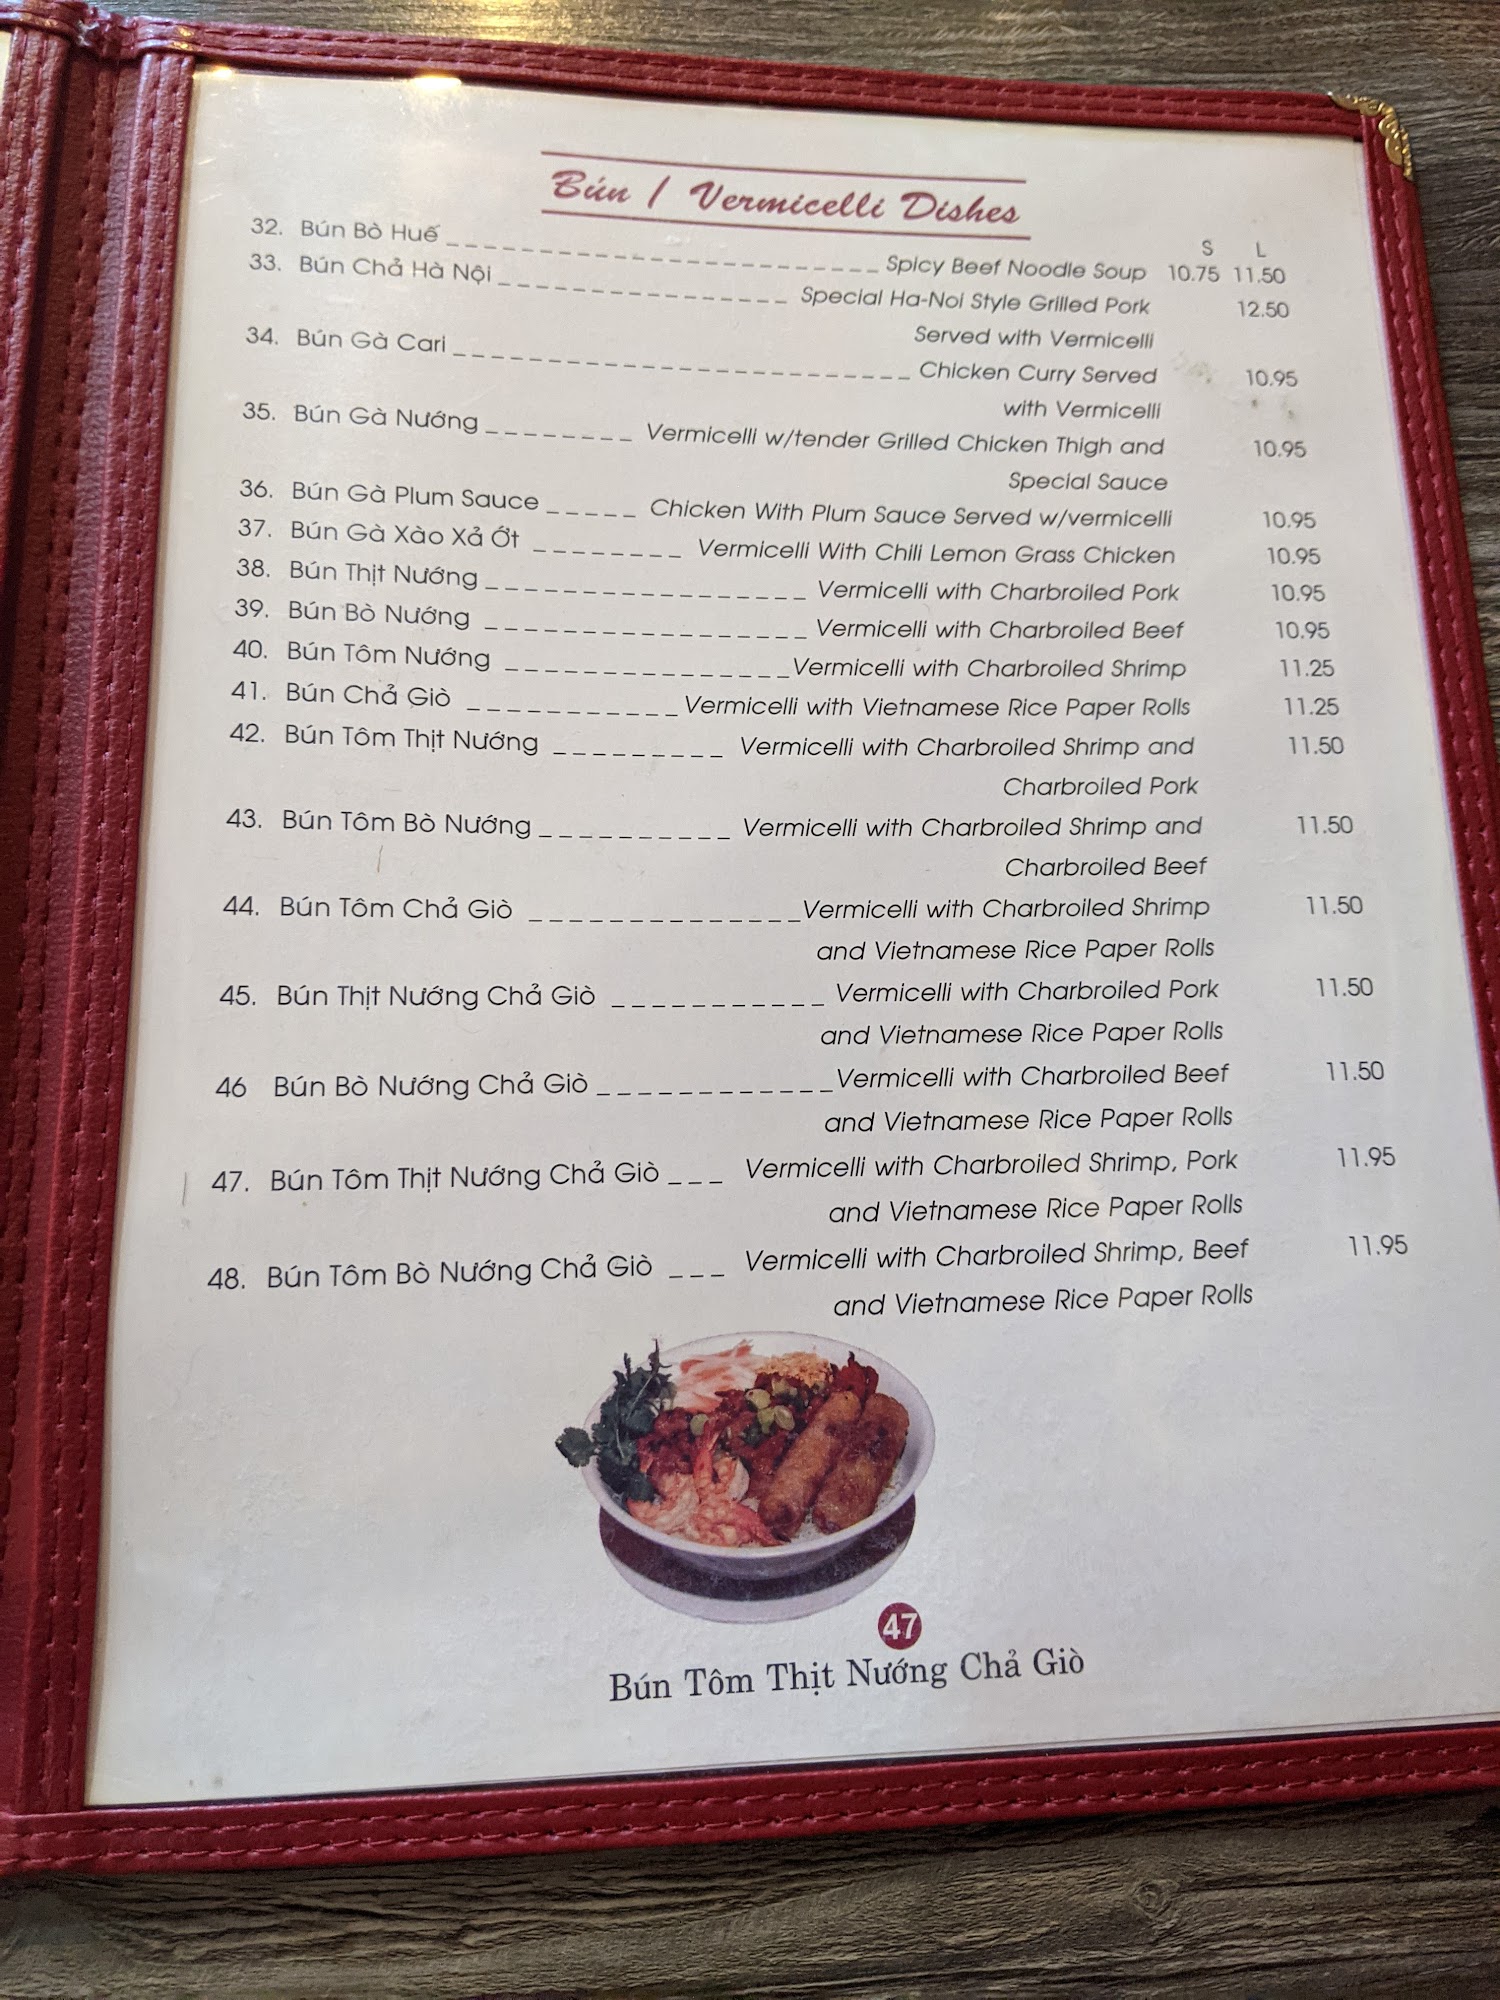 Bún / Vermicelli Dishes
S L
32. Bún Bò Huế Spicy Beef Noodle Soup 10.75 11.50
33. Bún Chả Hà Nội Special Ha-Noi Style Grilled Pork 12.50
Served with Vermicelli
34. Bún Gà Cari Chicken Curry Served 10.95
with Vermicelli
35. Bún Gà Nướng Vermicelli w/tender Grilled Chicken Thigh and 10.95
Special Sauce
36. Bún Gà Plum Sauce Chicken With Plum Sauce Served w/vermicelli 10.95
37. Bún Gà Xào Xả Ớt Vermicelli With Chili Lemon Grass Chicken 10.95
38. Bún Thịt Nướng Vermicelli with Charbroiled Pork 10.95
39. Bún Bò Nướng Vermicelli with Charbroiled Beef 10.95
40. Bún Tôm Nướng Vermicelli with Charbroiled Shrimp 11.25
41. Bún Chả Giò Vermicelli with Vietnamese Rice Paper Rolls 11.25
42. Bún Tôm Thịt Nướng Vermicelli with Charbroiled Shrimp and 11.50
Charbroiled Pork
43. Bún Tôm Bò Nướng Vermicelli with Charbroiled Shrimp and 11.50
Charbroiled Beef
44. Bún Tôm Chả Giò Vermicelli with Charbroiled Shrimp 11.50
and Vietnamese Rice Paper Rolls
45. Bún Thịt Nướng Chả Giò Vermicelli with Charbroiled Pork 11.50
and Vietnamese Rice Paper Rolls
46 Bún Bò Nướng Chả Giò Vermicelli with Charbroiled Beef 11.50
and Vietnamese Rice Paper Rolls
47. Bún Tôm Thịt Nướng Chả Giò Vermicelli with Charbroiled Shrimp, Pork 11.95
and Vietnamese Rice Paper Rolls
48. Bún Tôm Bò Nướng Chả Giò Vermicelli with Charbroiled Shrimp, Beef 11.95
and Vietnamese Rice Paper Rolls
47
Bún Tôm Thịt Nướng Chả Giò